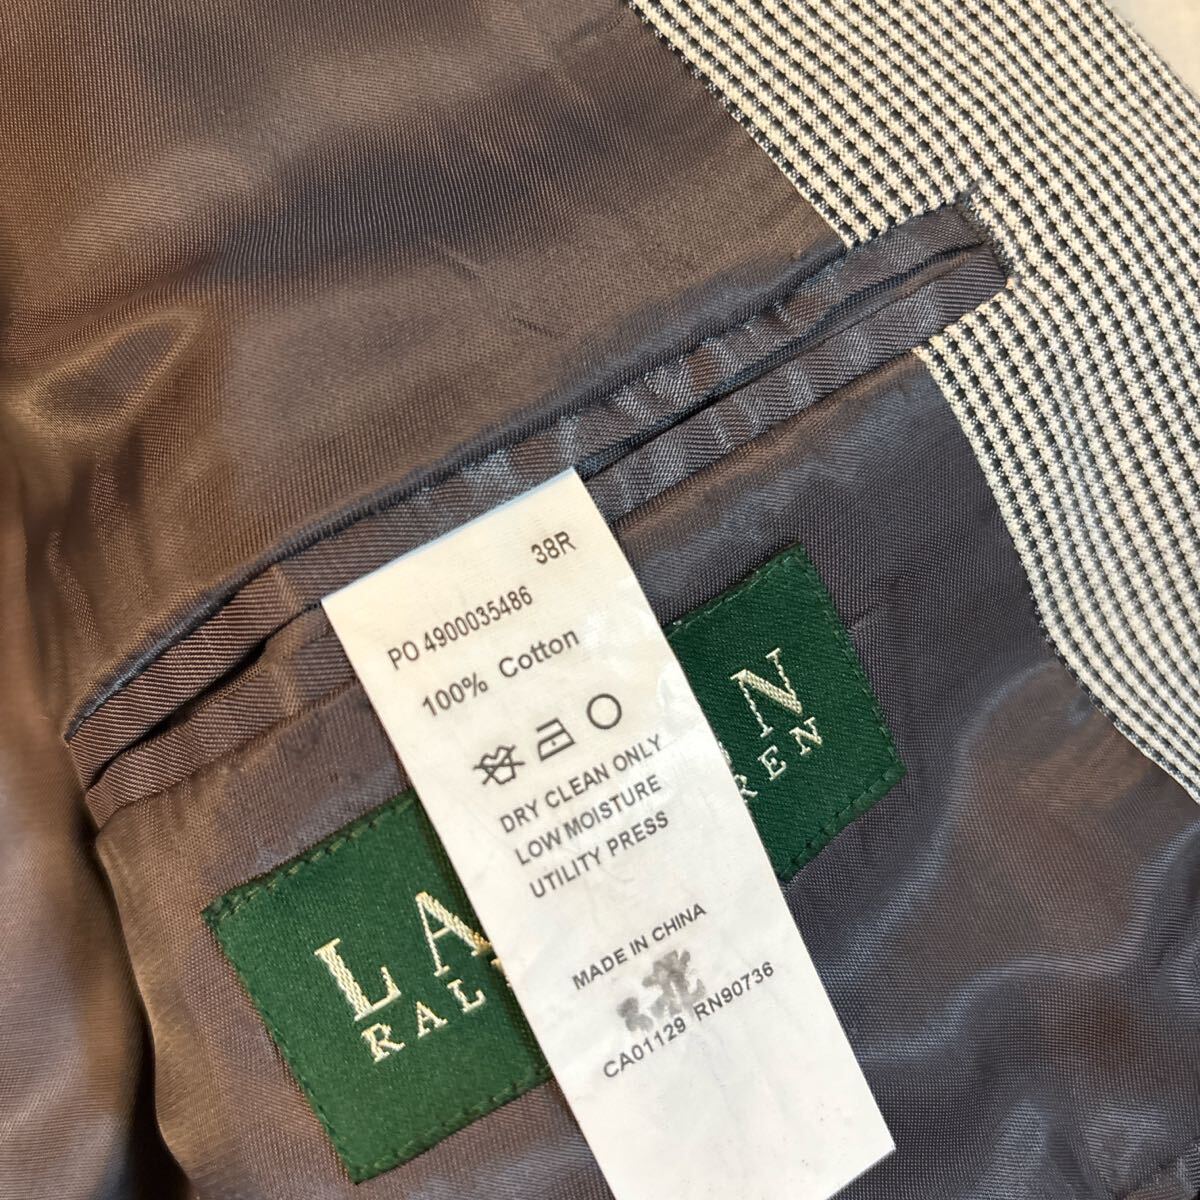 38R
PO 4900035486
100% Cotton
DRY CLEAN ONLY
LOW MOISTURE
UTILITY PRESS
MADE IN CHINA
CA01129 RN90736
LA N
RAL REN